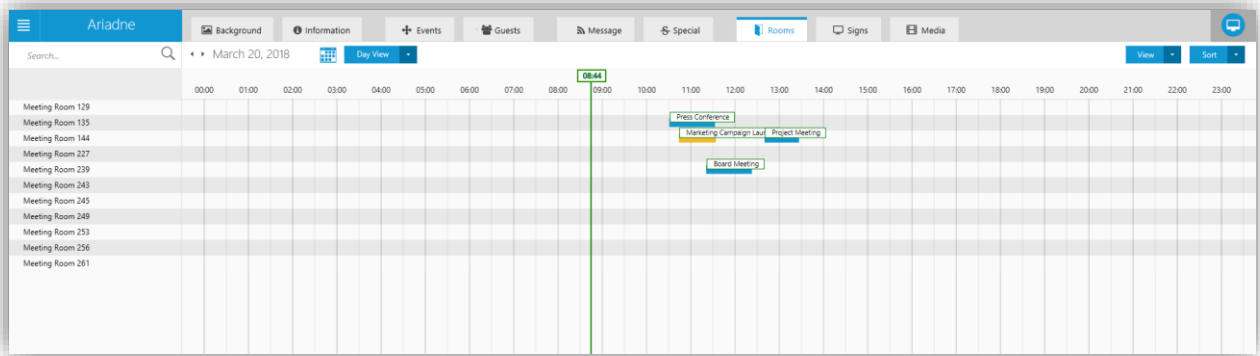 Ariadne
Background Information Events Guests Message Special Rooms Signs Media
Search... March 20, 2018 Day View View Sort
08:44
00:00 01:00 02:00 03:00 04:00 05:00 06:00 07:00 08:00 09:00 10:00 11:00 12:00 13:00 14:00 15:00 16:00 17:00 18:00 19:00 20:00 21:00 22:00 23:00
Meeting Room 129
Meeting Room 135 Press Conference
Meeting Room 144 Marketing Campaign Laun Project Meeting
Meeting Room 227
Meeting Room 239 Board Meeting
Meeting Room 243
Meeting Room 245
Meeting Room 249
Meeting Room 253
Meeting Room 256
Meeting Room 261